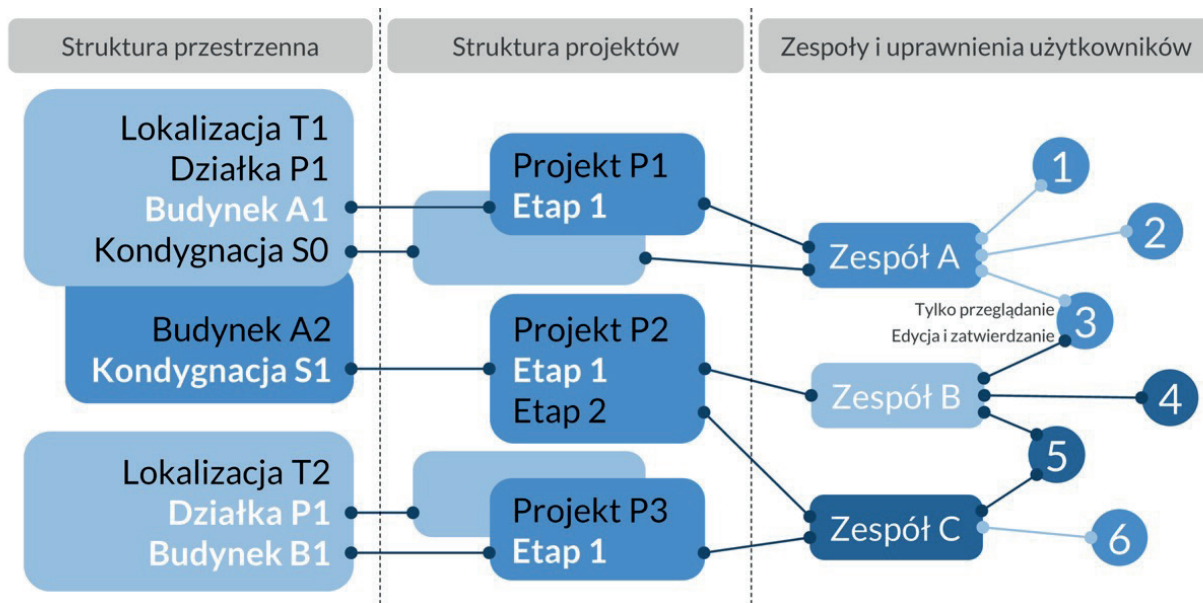 Struktura przestrzenna
Struktura projektów
Zespoły i uprawnienia użytkowników
Lokalizacja T1
Działka P1
Budynek A1
Kondygnacja S0
Budynek A2
Kondygnacja S1
Lokalizacja T2
Działka P1
Budynek B1
Projekt P1
Etap 1
Projekt P2
Etap 1
Etap 2
Projekt P3
Etap 1
Zespół A
Zespół B
Zespół C
1
2
Tylko przeglądanie
Edycja i zatwierdzanie
3
4
5
6